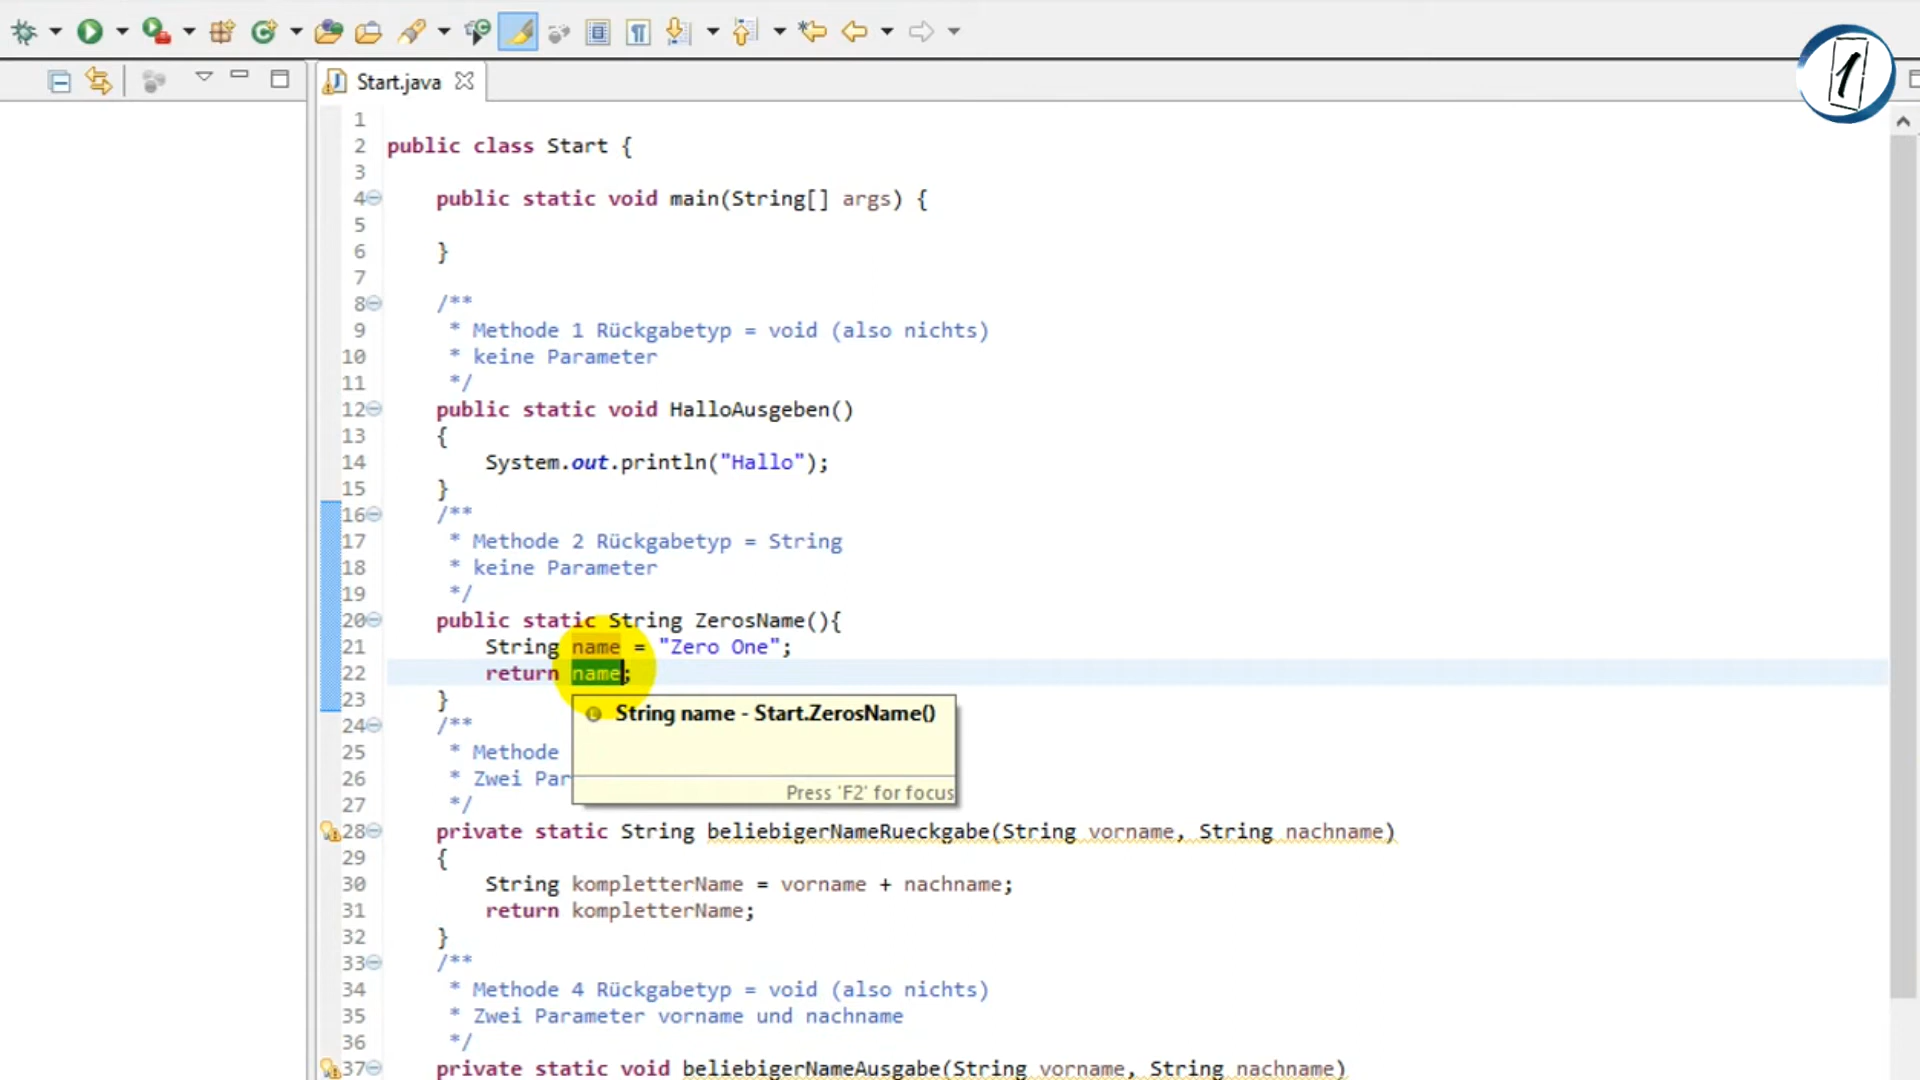 Start.java
1
2 public class Start {
3
4 public static void main(String[] args) {
5
6 }
7
8 /**
9 * Methode 1 Rückgabetyp = void (also nichts)
10 * keine Parameter
11 */
12 public static void HalloAusgeben()
13 {
14 System.out.println("Hallo");
15 }
16 /**
17 * Methode 2 Rückgabetyp = String
18 * keine Parameter
19 */
20 public static String ZerosName(){
21 String name = "Zero One";
22 return name;
23 }
String name - Start.ZerosName()
24 /**
25 * Methode
26 * Zwei Par
Press 'F2' for focus
27 */
28 private static String beliebigerNameRueckgabe(String vorname, String nachname)
29 {
30 String kompletterName = vorname + nachname;
31 return kompletterName;
32 }
33 /**
34 * Methode 4 Rückgabetyp = void (also nichts)
35 * Zwei Parameter vorname und nachname
36 */
37 private static void beliebigerNameAusgabe(String vorname, String nachname)
1